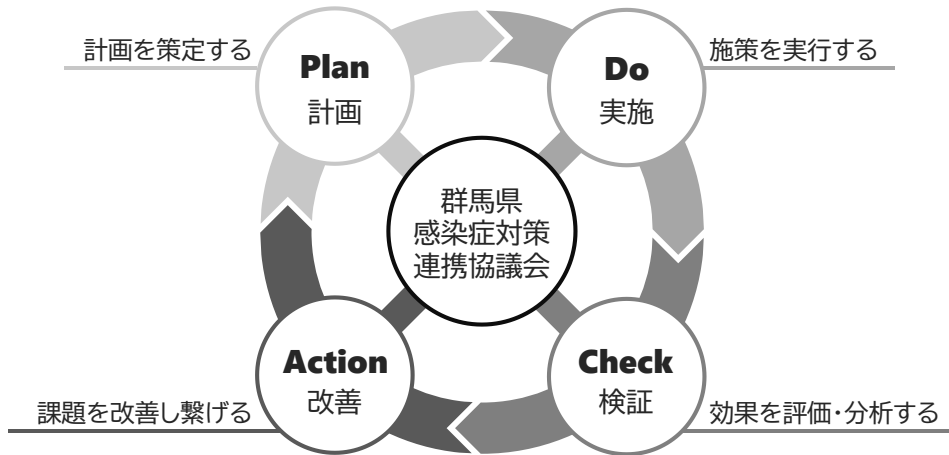 計画を策定する
Plan
計画
Do
実施
施策を実行する
群馬県
感染症対策
連携協議会
課題を改善し繋げる
Action
改善
Check
検証
効果を評価・分析する